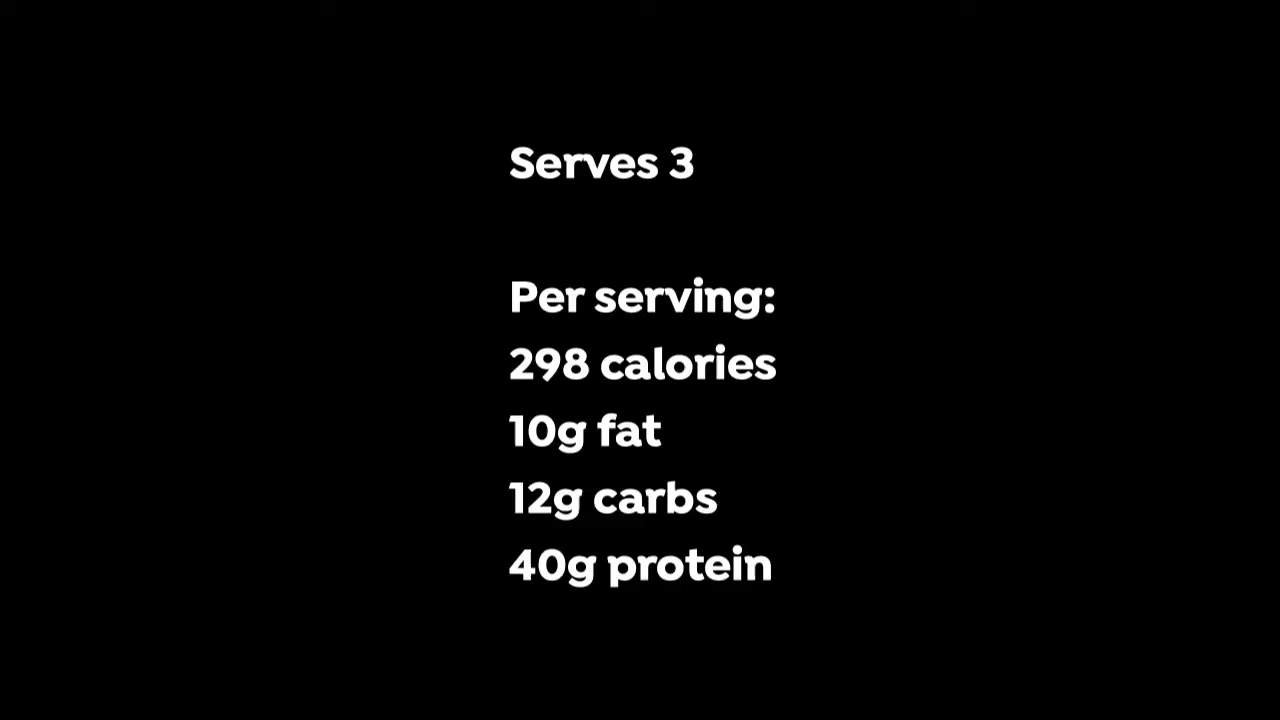 Serves 3
Per serving:
298 calories
10g fat
12g carbs
40g protein